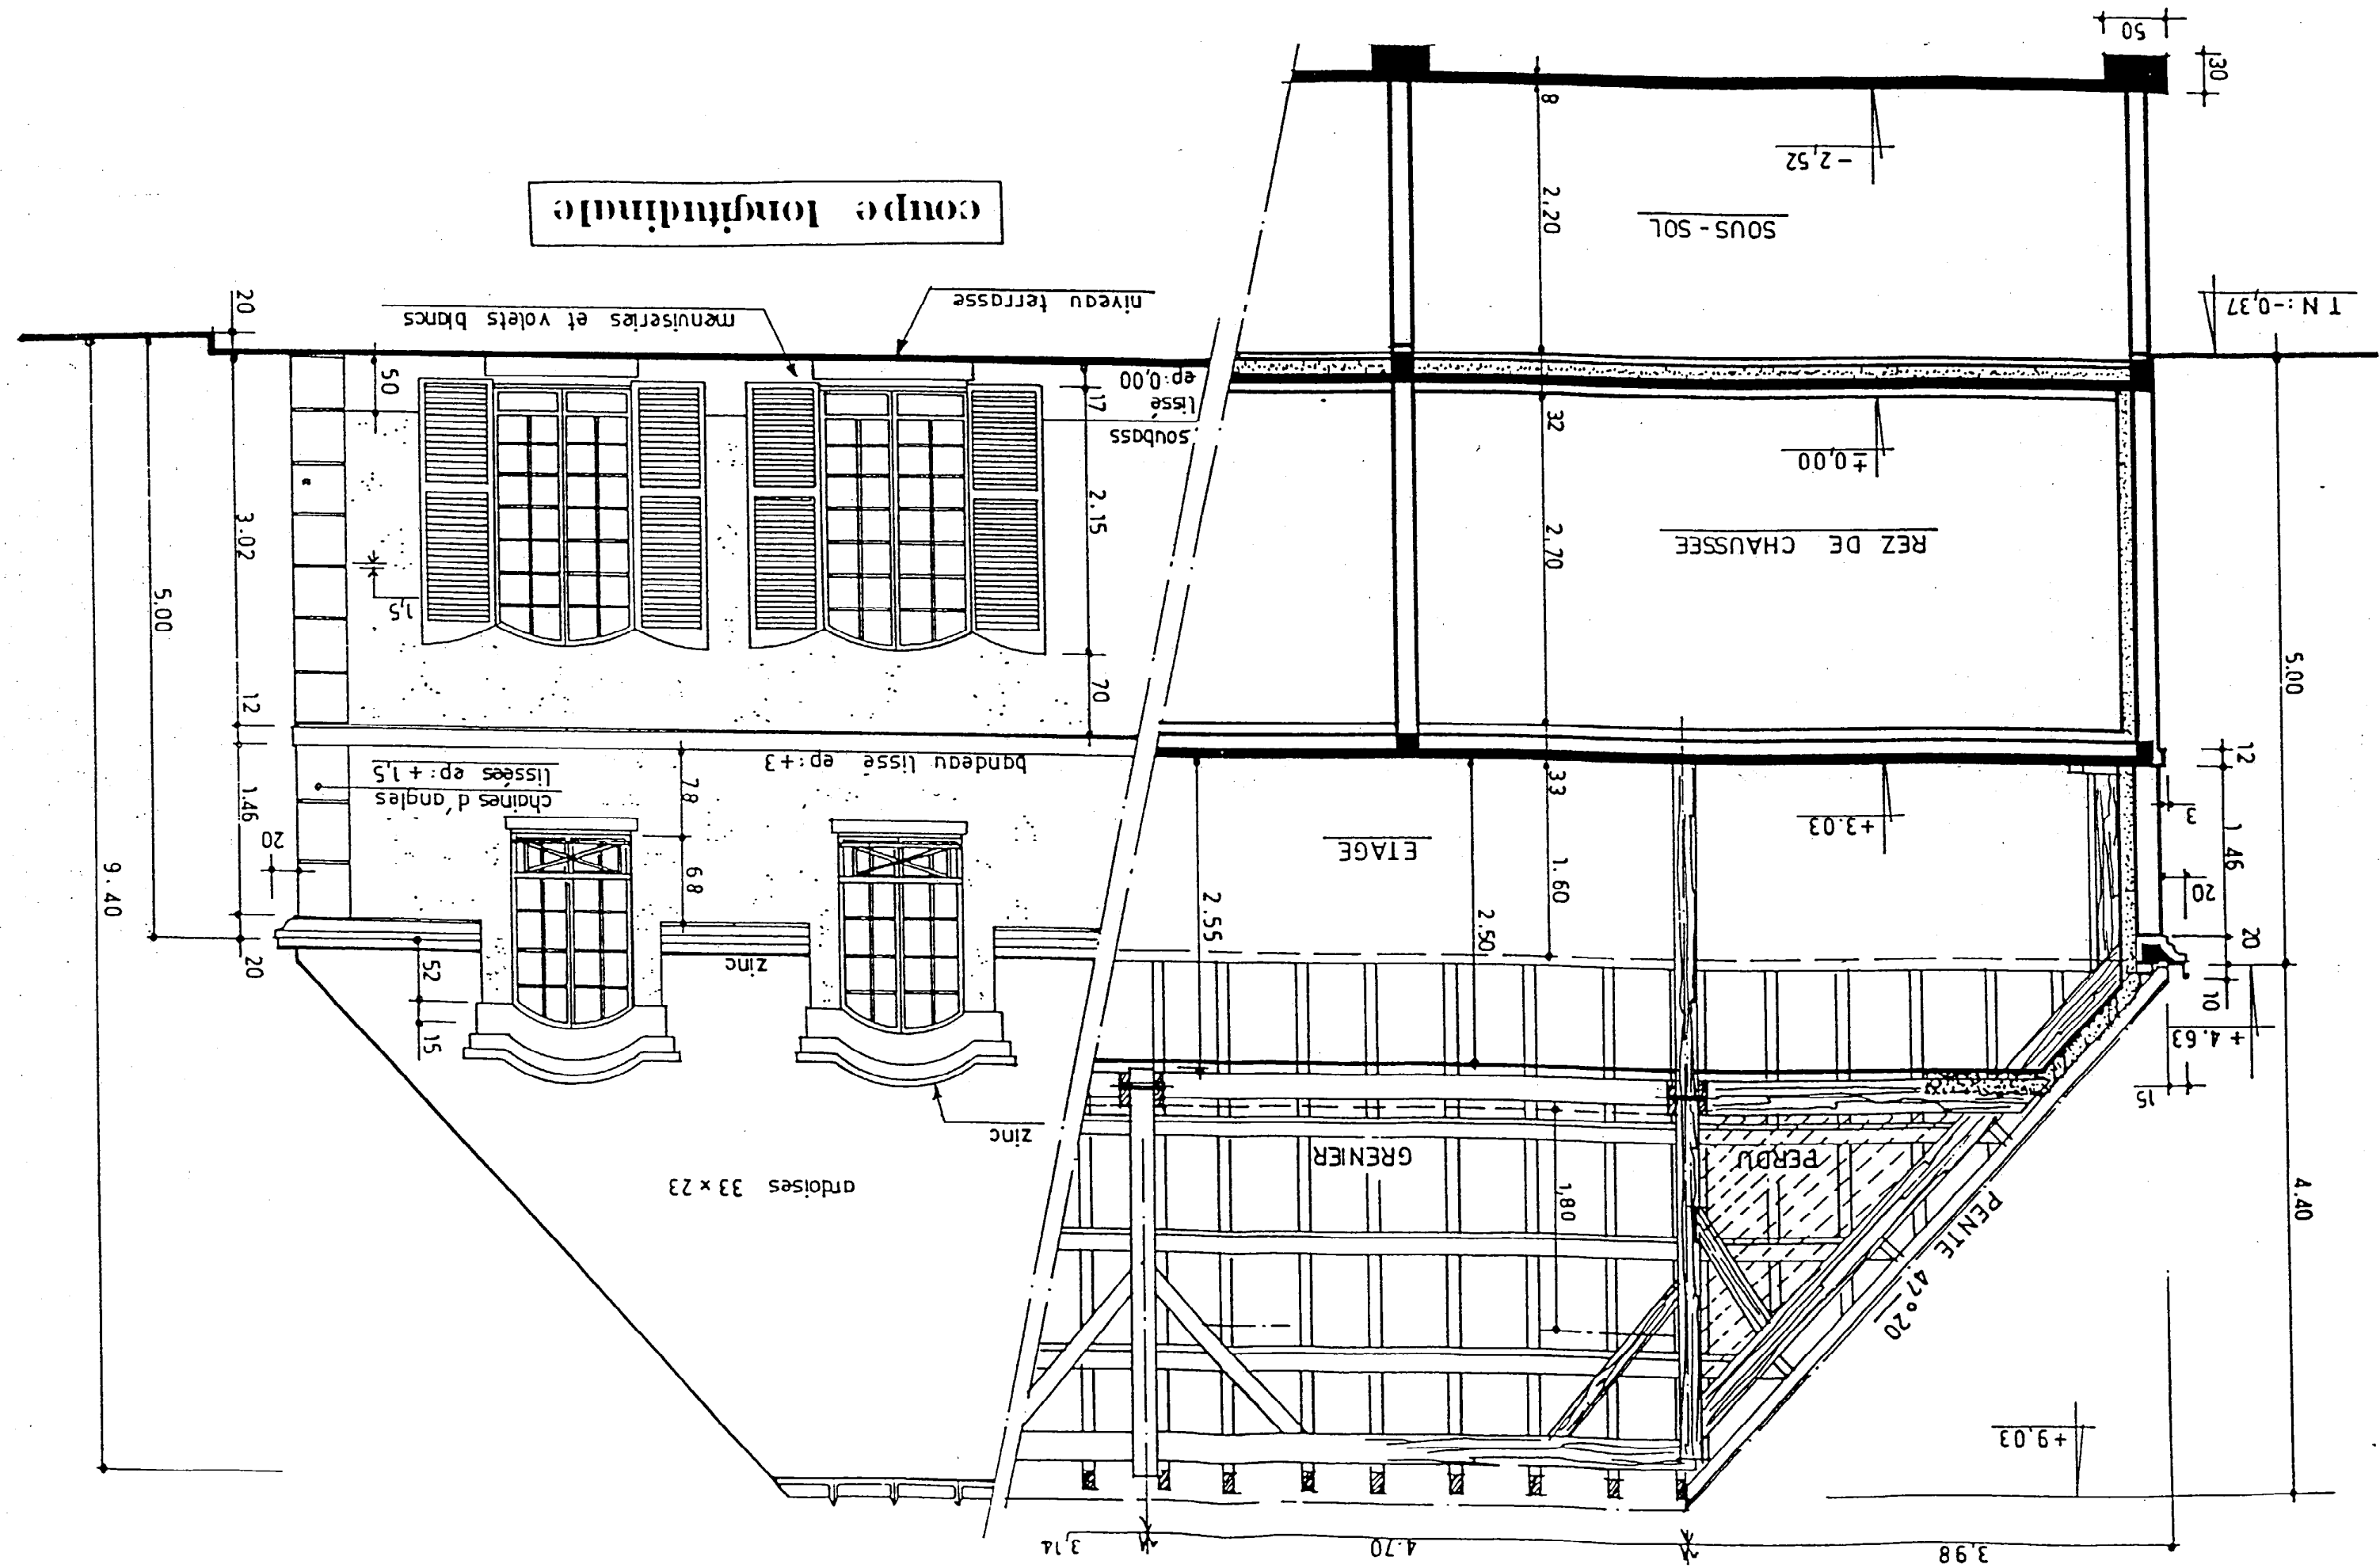 3,98
4.70
3,14
+9,03
PENTE 47°20
4.40
1,80
ardoises 33 x 23
PERDU
GRENIER
zinc
15
+4.63
10
15
52
zinc
20
20
20
2.50
2.55
20
1.46
3
12
+3.03
ETAGE
1.60
33
68
78
20
1.46
12
chaines d'angles
lissées ep:+1,5
bandeau lissé ep:+3
9.40
5.00
5.00
REZ DE CHAUSSEE
2.70
70
2.15
1,5
3.02
±0,00
32
soubass.
lissé
ep:0,00
17
50
T N:-0,37
niveau terrasse
menuiseries et volets blancs
20
SOUS-SOL
2,20
coupe longitudinale
-2,52
8
30
50